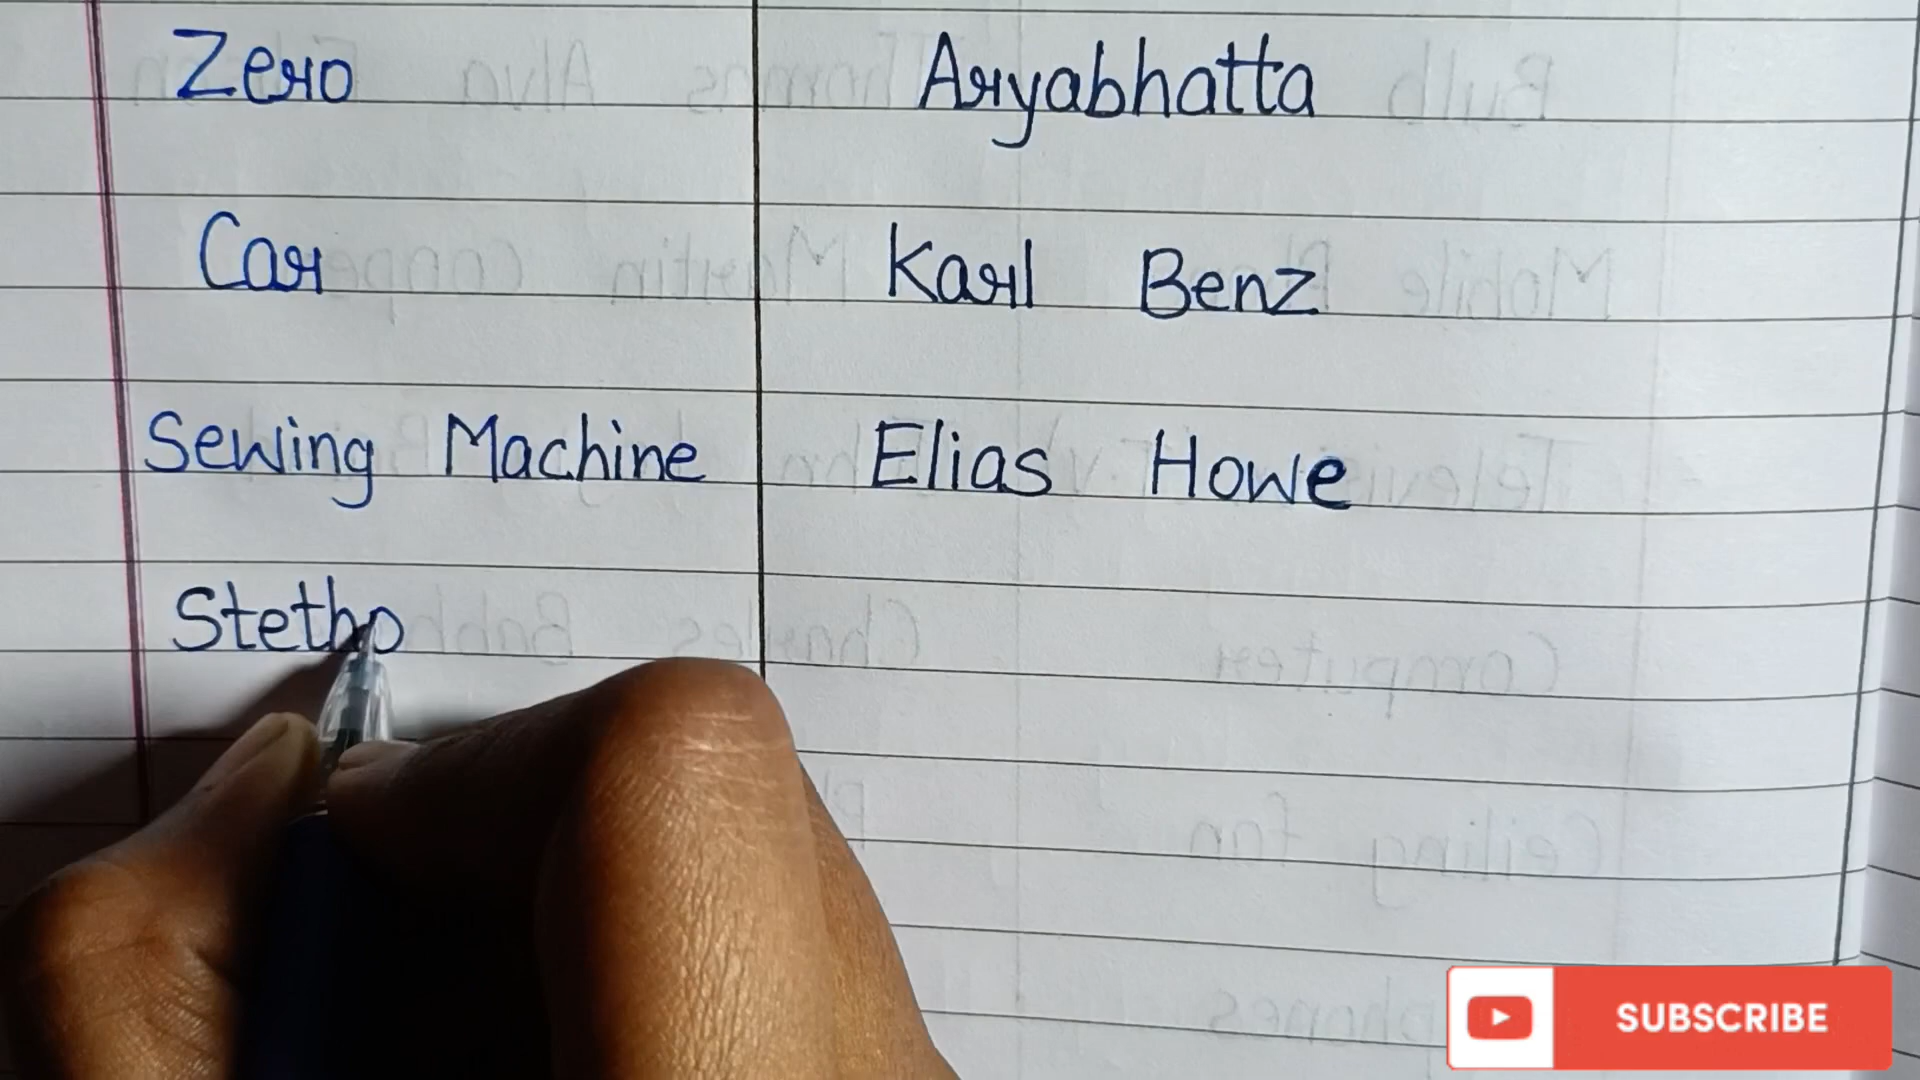 Zero Aryabhatta
Car Karl Benz
Sewing Machine Elias Howe
Stetho
SUBSCRIBE